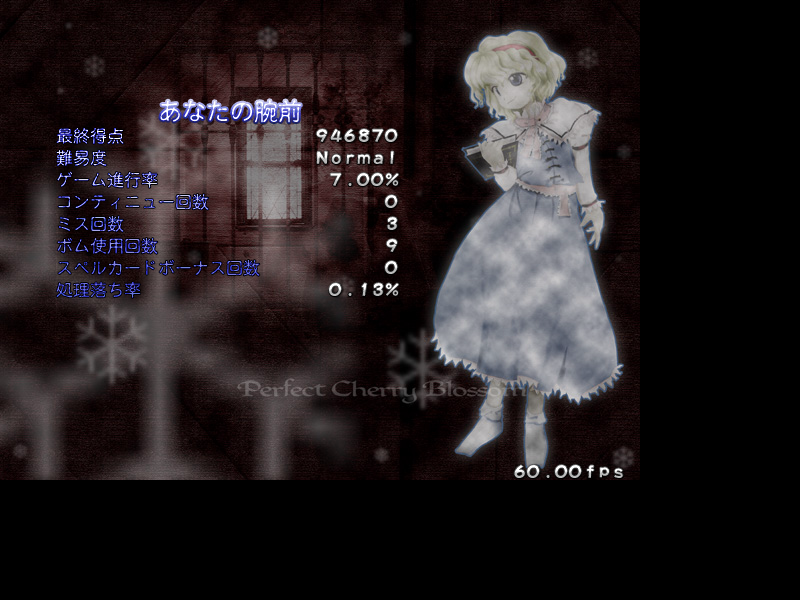 あなたの腕前
最終得点 946870
難易度 Normal
ゲーム進行率 7.00%
コンティニュー回数 0
ミス回数 3
ボム使用回数 9
スペルカードボーナス回数 0
処理落ち率 0.13%
Perfect Cherry Blossom
60.00fps